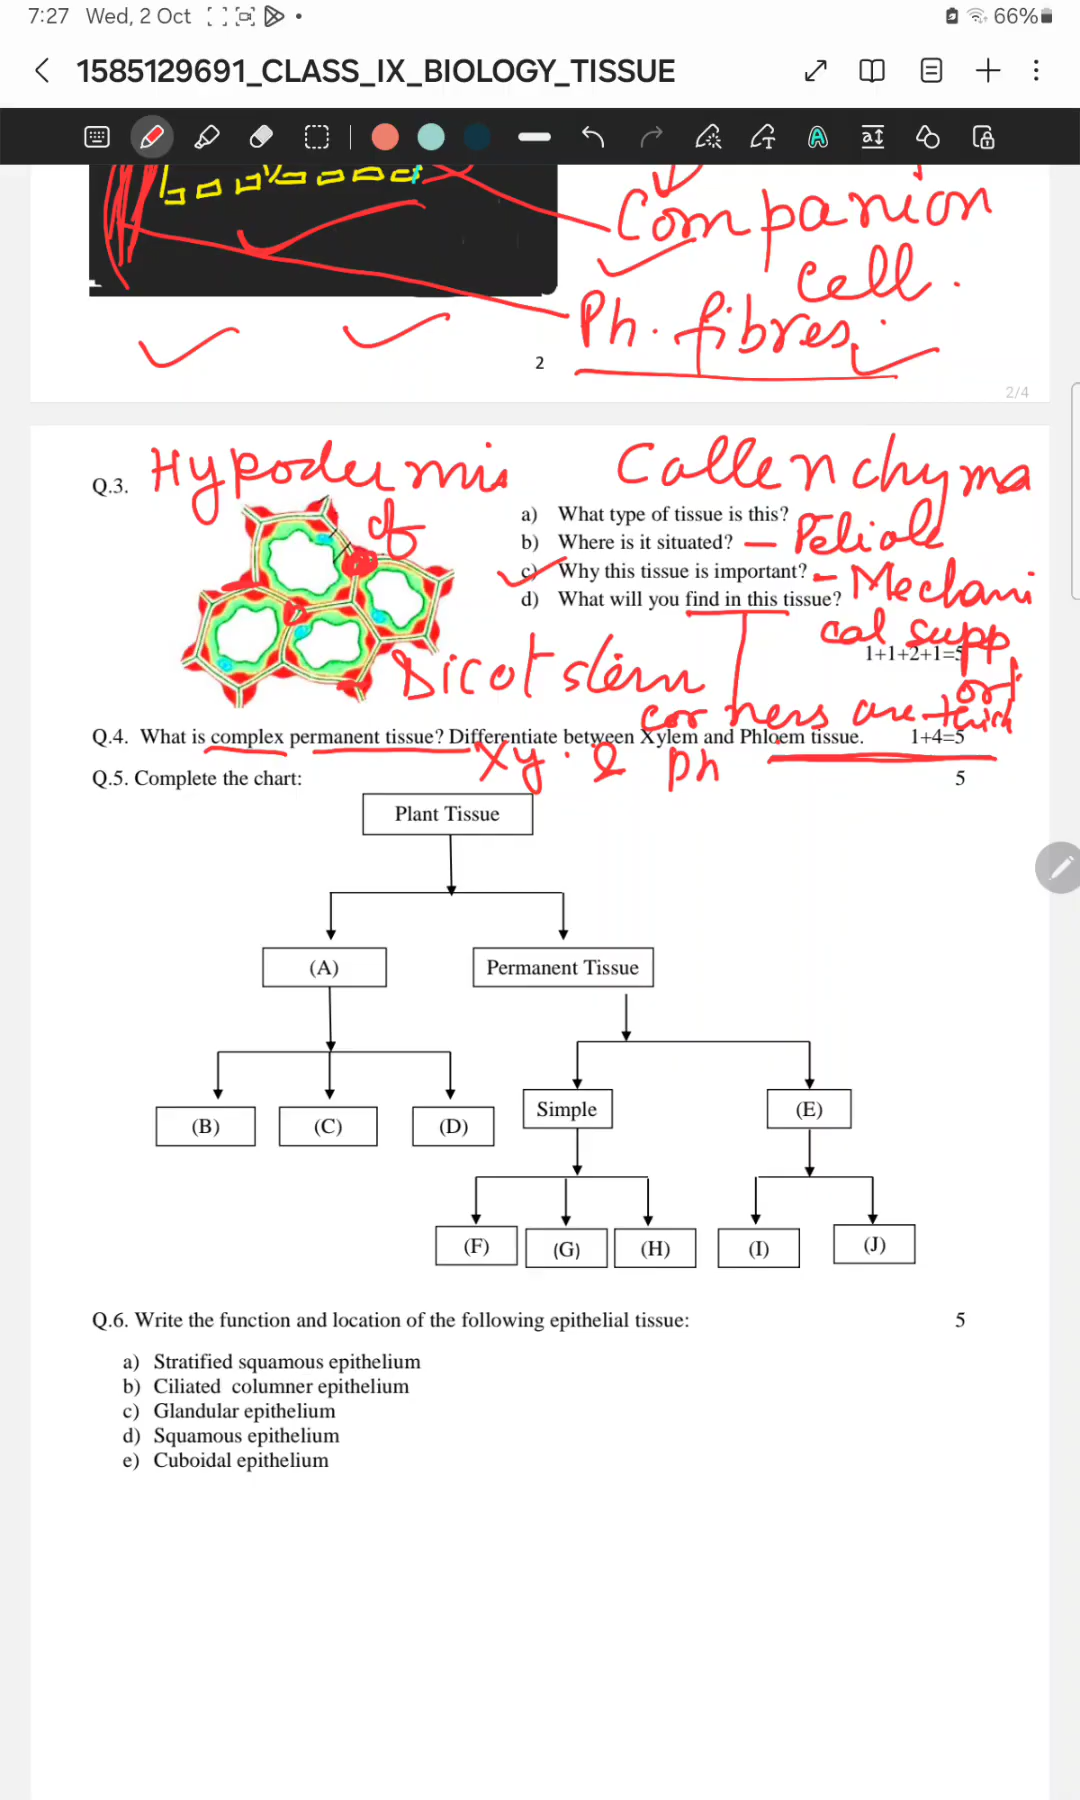 7:27 Wed, 2 Oct
66%
1585129691_CLASS_IX_BIOLOGY_TISSUE
Companion
cell.
Ph. fibres
2
2/4
Q.3. Hypodermis Collenchyma
of
a) What type of tissue is this?
b) Where is it situated? — Petiole
c) Why this tissue is important? – Mechani
d) What will you find in this tissue?
cal supp
ort
1+1+2+1=5
Dicot stem
corners are thick
Q.4. What is complex permanent tissue? Differentiate between Xylem and Phloem tissue. 1+4=5
Xy. & Ph
Q.5. Complete the chart: 5
Plant Tissue
(A) Permanent Tissue
Simple (E)
(B) (C) (D)
(F) (G) (H) (I) (J)
Q.6. Write the function and location of the following epithelial tissue: 5
a) Stratified squamous epithelium
b) Ciliated columner epithelium
c) Glandular epithelium
d) Squamous epithelium
e) Cuboidal epithelium